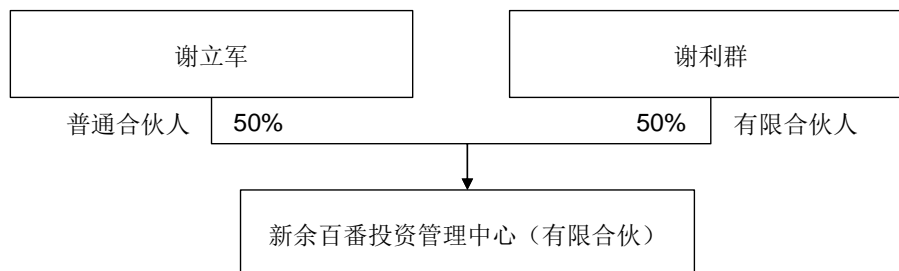 谢立军
谢利群
普通合伙人 50%
50% 有限合伙人
新余百番投资管理中心（有限合伙）